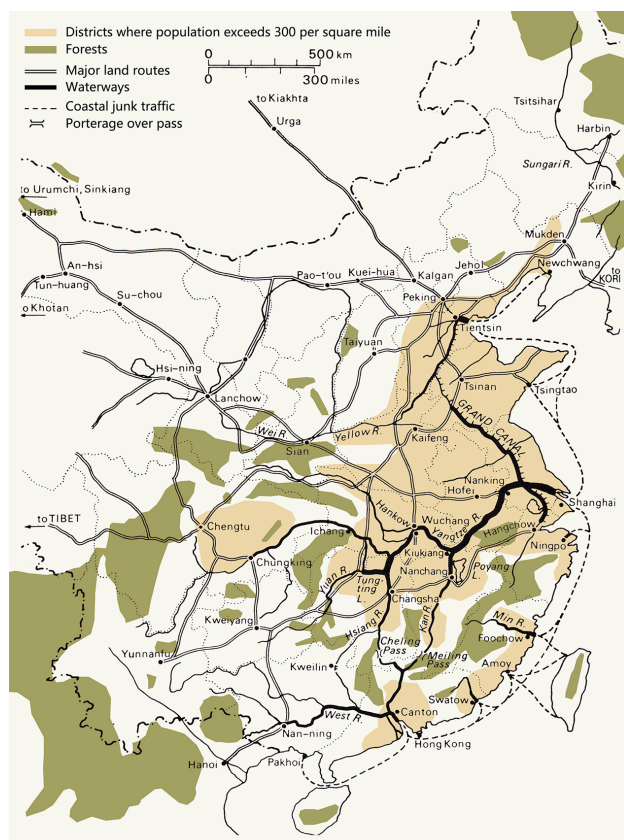 Districts where population exceeds 300 per square mile
Forests
Major land routes
Waterways
Coastal junk traffic
Porterage over pass
0 500 km
0 300 miles
to Kiakhta
Urga
Tsitsihar
Harbin
Sungari R.
Kirin
to Urumchi, Sinkiang
Hami
Mukden
An-hsi
Tun-huang
Pao-t'ou
Kuei-hua
Kalgan
Jehol
Newchwang
to
KORI
Su-chou
Peking
to Khotan
Tientsin
Taiyuan
Hsi-ning
Lanchow
Tsinan
Tsingtao
GRAND CANAL
Wei R.
Yellow R.
Kaifeng
Sian
Nanking
Hofei
Shanghai
to TIBET
Chengtu
Hankow
Wuchang
Yangtze R.
Hangchow
Ichang
Kiukiang
Ningpo
Chungking
Yuan R.
Tung-
ting
L.
Nanchang
Poyang
L.
Changsha
Kweiyang
Hsiang R.
Kan R.
Min R.
Cheling
Pass
Foochow
Yunnanfu
Kweilin
Meiling
Pass
Amoy
Swatow
West R.
Canton
Nan-ning
Hong Kong
Hanoi
Pakhoi